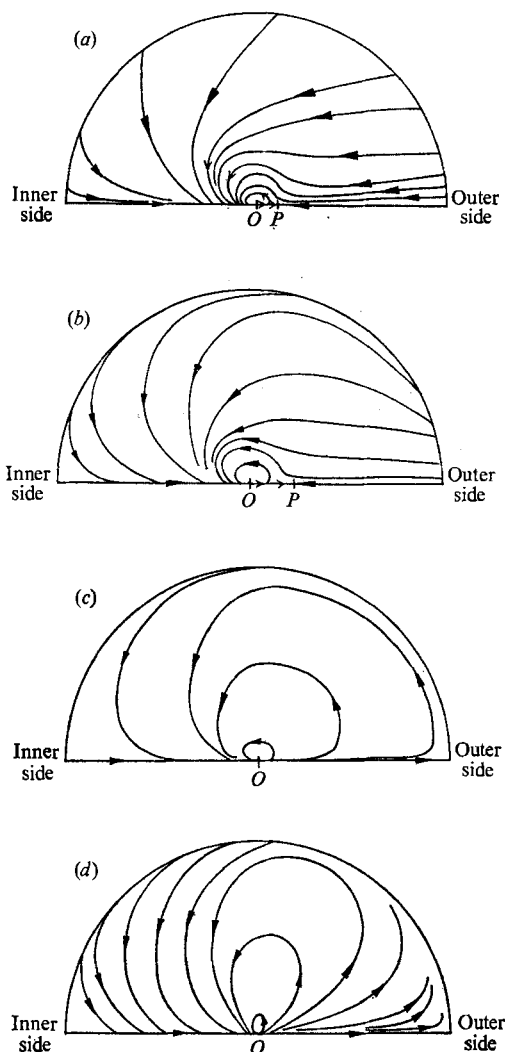 (a)
Inner side
Outer side
O P
(b)
Inner side
Outer side
O P
(c)
Inner side
Outer side
O
(d)
Inner side
Outer side
O